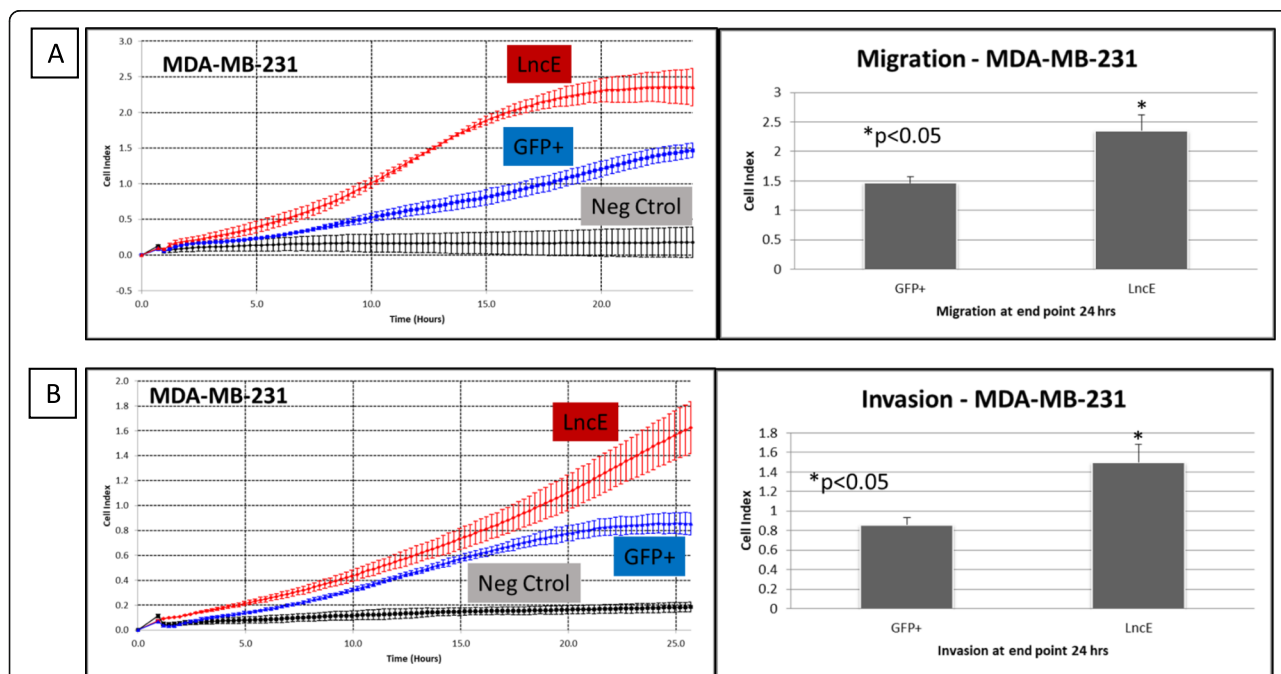 A
MDA-MB-231
LncE
GFP+
Neg Ctrol
Cell Index
3.0
2.5
2.0
1.5
1.0
0.5
0.0
-0.5
0.0 5.0 10.0 15.0 20.0
Time (Hours)
Migration - MDA-MB-231
*p<0.05
*
Cell Index
3
2.5
2
1.5
1
0.5
0
GFP+ LncE
Migration at end point 24 hrs
B
MDA-MB-231
LncE
GFP+
Neg Ctrol
Cell Index
2.0
1.8
1.6
1.4
1.2
1.0
0.8
0.6
0.4
0.2
0.0
0.0 5.0 10.0 15.0 20.0 25.0
Time (Hours)
Invasion - MDA-MB-231
*p<0.05
*
Cell Index
1.8
1.6
1.4
1.2
1
0.8
0.6
0.4
0.2
0
GFP+ LncE
Invasion at end point 24 hrs